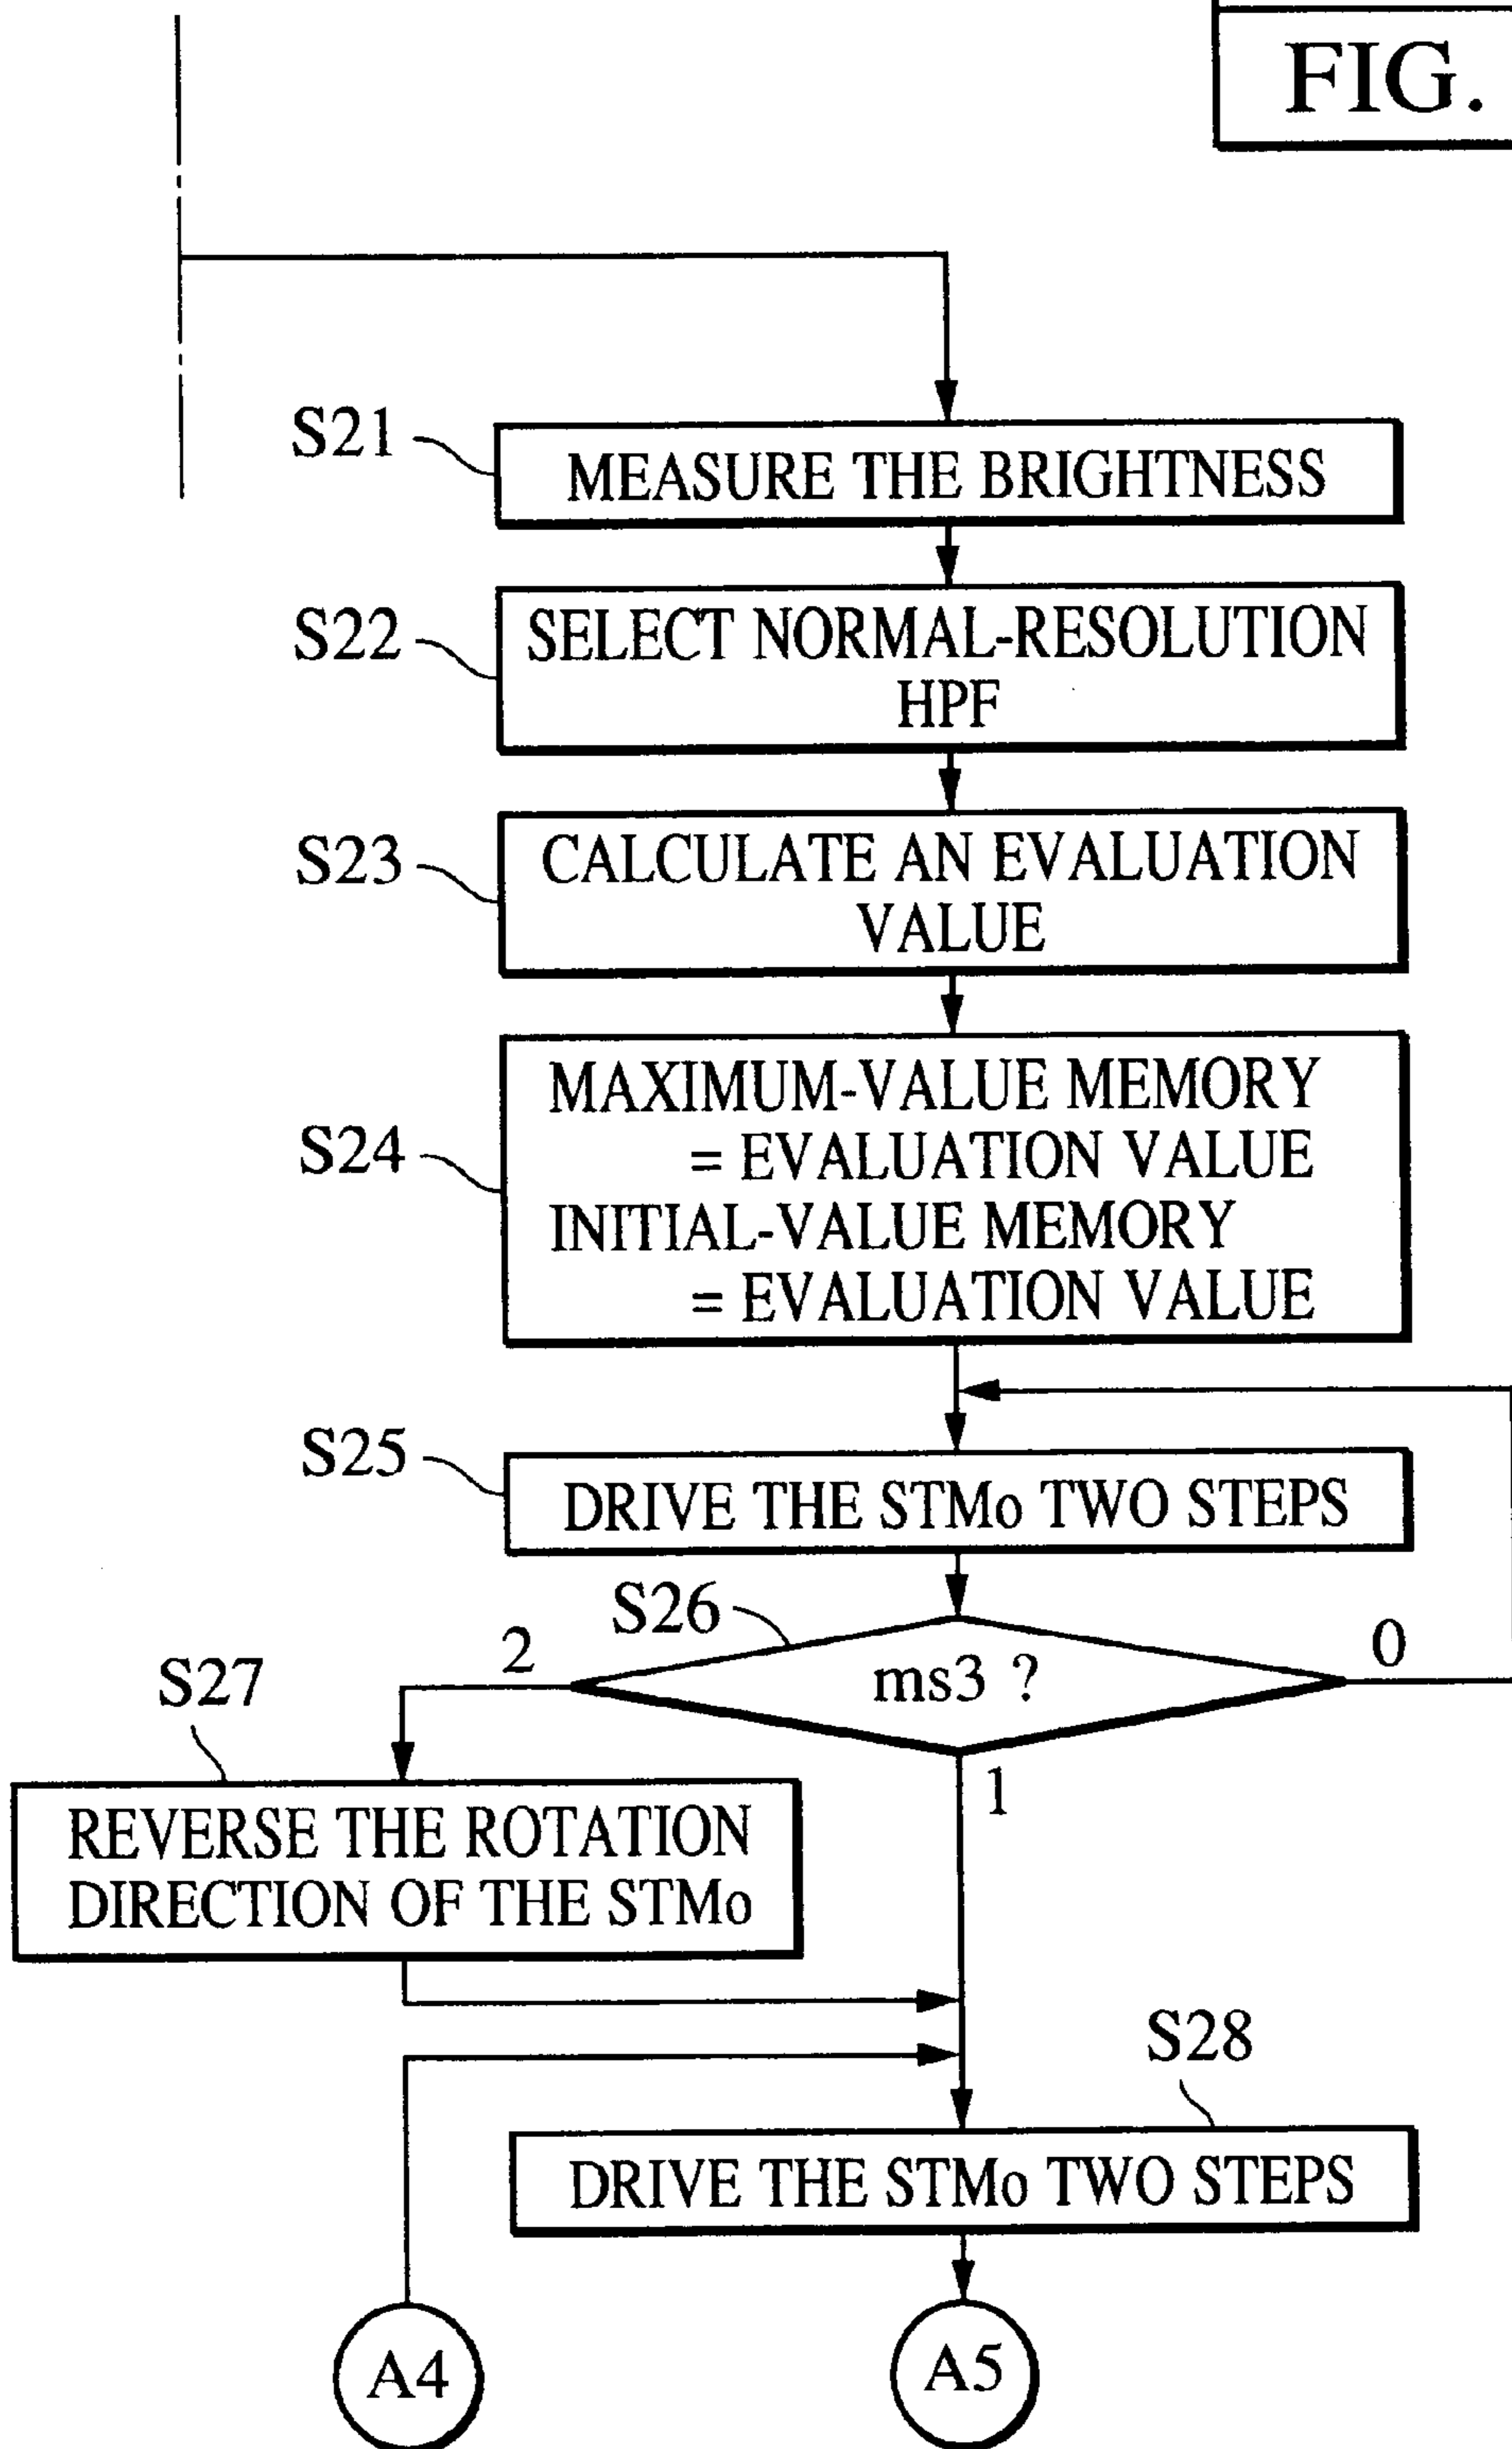 FIG.
S21
MEASURE THE BRIGHTNESS
S22
SELECT NORMAL-RESOLUTION
HPF
S23
CALCULATE AN EVALUATION
VALUE
S24
MAXIMUM-VALUE MEMORY
= EVALUATION VALUE
INITIAL-VALUE MEMORY
= EVALUATION VALUE
S25
DRIVE THE STMo TWO STEPS
S26
2
ms3 ?
0
1
S27
REVERSE THE ROTATION
DIRECTION OF THE STMo
S28
DRIVE THE STMo TWO STEPS
A4
A5